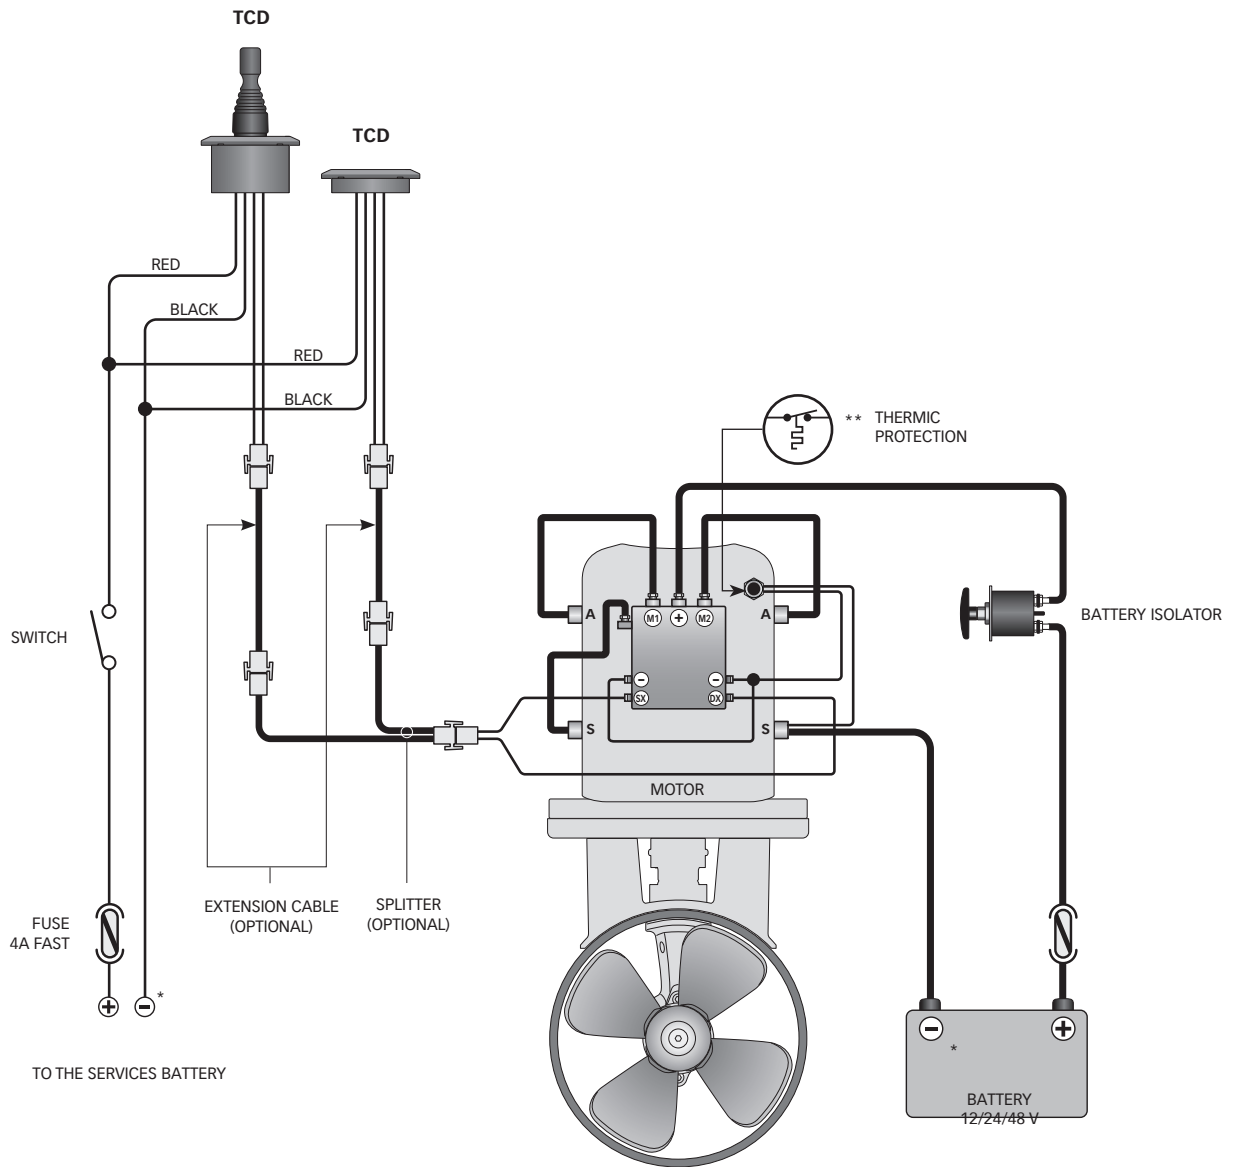 TCD
TCD
RED
BLACK
RED
BLACK
** THERMIC
PROTECTION
M1 + M2
A
A
BATTERY ISOLATOR
SWITCH
- -
SX DX
S
S
MOTOR
EXTENSION CABLE
(OPTIONAL)
SPLITTER
(OPTIONAL)
FUSE
4A FAST
+ - *
- +
*
TO THE SERVICES BATTERY
BATTERY
12/24/48 V